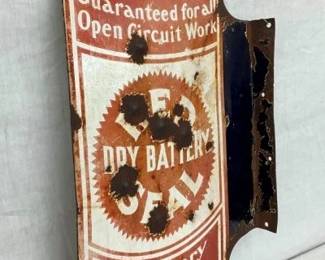 Guaranteed for all
Open Circuit Work
RED
DRY BATTERY
SEAL